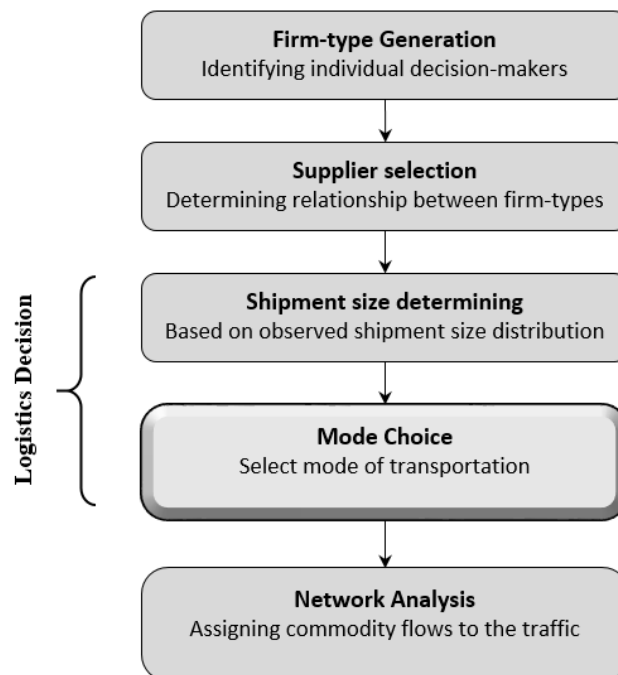 Firm-type Generation
Identifying individual decision-makers
Supplier selection
Determining relationship between firm-types
Logistics Decision
Shipment size determining
Based on observed shipment size distribution
Mode Choice
Select mode of transportation
Network Analysis
Assigning commodity flows to the traffic